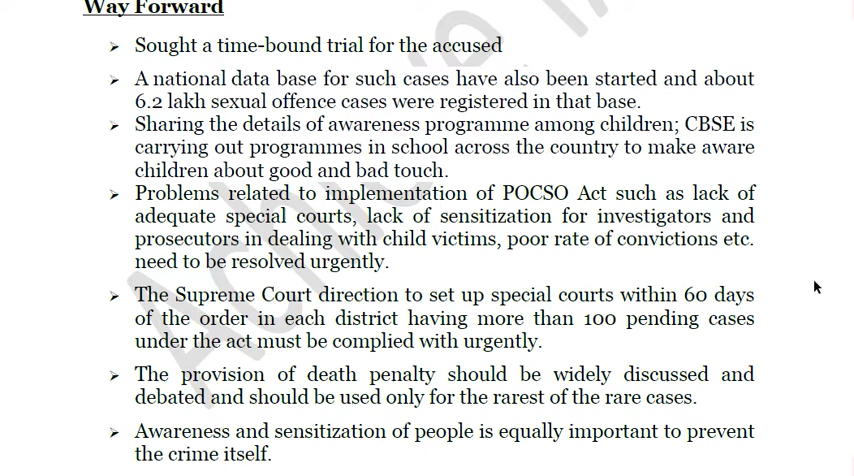 Way Forward
➢ Sought a time-bound trial for the accused
➢ A national data base for such cases have also been started and about
6.2 lakh sexual offence cases were registered in that base.
➢ Sharing the details of awareness programme among children; CBSE is
carrying out programmes in school across the country to make aware
children about good and bad touch.
➢ Problems related to implementation of POCSO Act such as lack of
adequate special courts, lack of sensitization for investigators and
prosecutors in dealing with child victims, poor rate of convictions etc.
need to be resolved urgently.
➢ The Supreme Court direction to set up special courts within 60 days
of the order in each district having more than 100 pending cases
under the act must be complied with urgently.
➢ The provision of death penalty should be widely discussed and
debated and should be used only for the rarest of the rare cases.
➢ Awareness and sensitization of people is equally important to prevent
the crime itself.